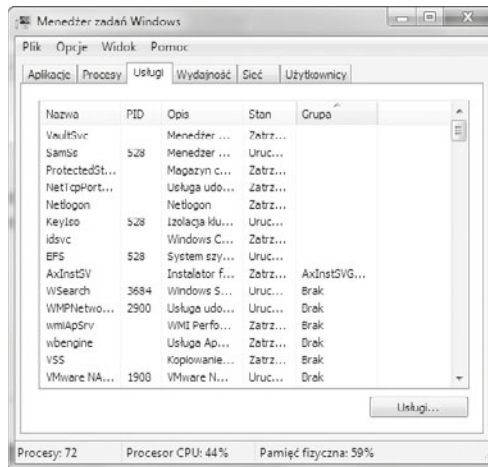 Menedżer zadań Windows
Plik Opcje Widok Pomoc
Aplikacje Procesy Usługi Wydajność Sieć Użytkownicy
Nazwa PID Opis Stan Grupa
VaultSvc Menedżer ... Zatrz...
SamSs 528 Menedżer ... Uruc...
ProtectedSt... Magazyn c... Zatrz...
NetTcpPort... Usługa udo... Zatrz...
Netlogon Netlogon Zatrz...
KeyIso 528 Izolacja klu... Uruc...
idsvc Windows C... Zatrz...
EFS 528 System szy... Uruc...
AxInstSV Instalator f... Zatrz... AxInstSVG...
WSearch 3684 Windows S... Uruc... Brak
WMPNetwo... 2900 Usługa udo... Uruc... Brak
wmiApSrv WMI Perfo... Zatrz... Brak
wbengine Usługa Ap... Zatrz... Brak
VSS Kopiowanie... Zatrz... Brak
VMware NA... 1908 VMware N... Uruc... Brak
Usługi...
Procesy: 72 Procesor CPU: 44% Pamięć fizyczna: 59%